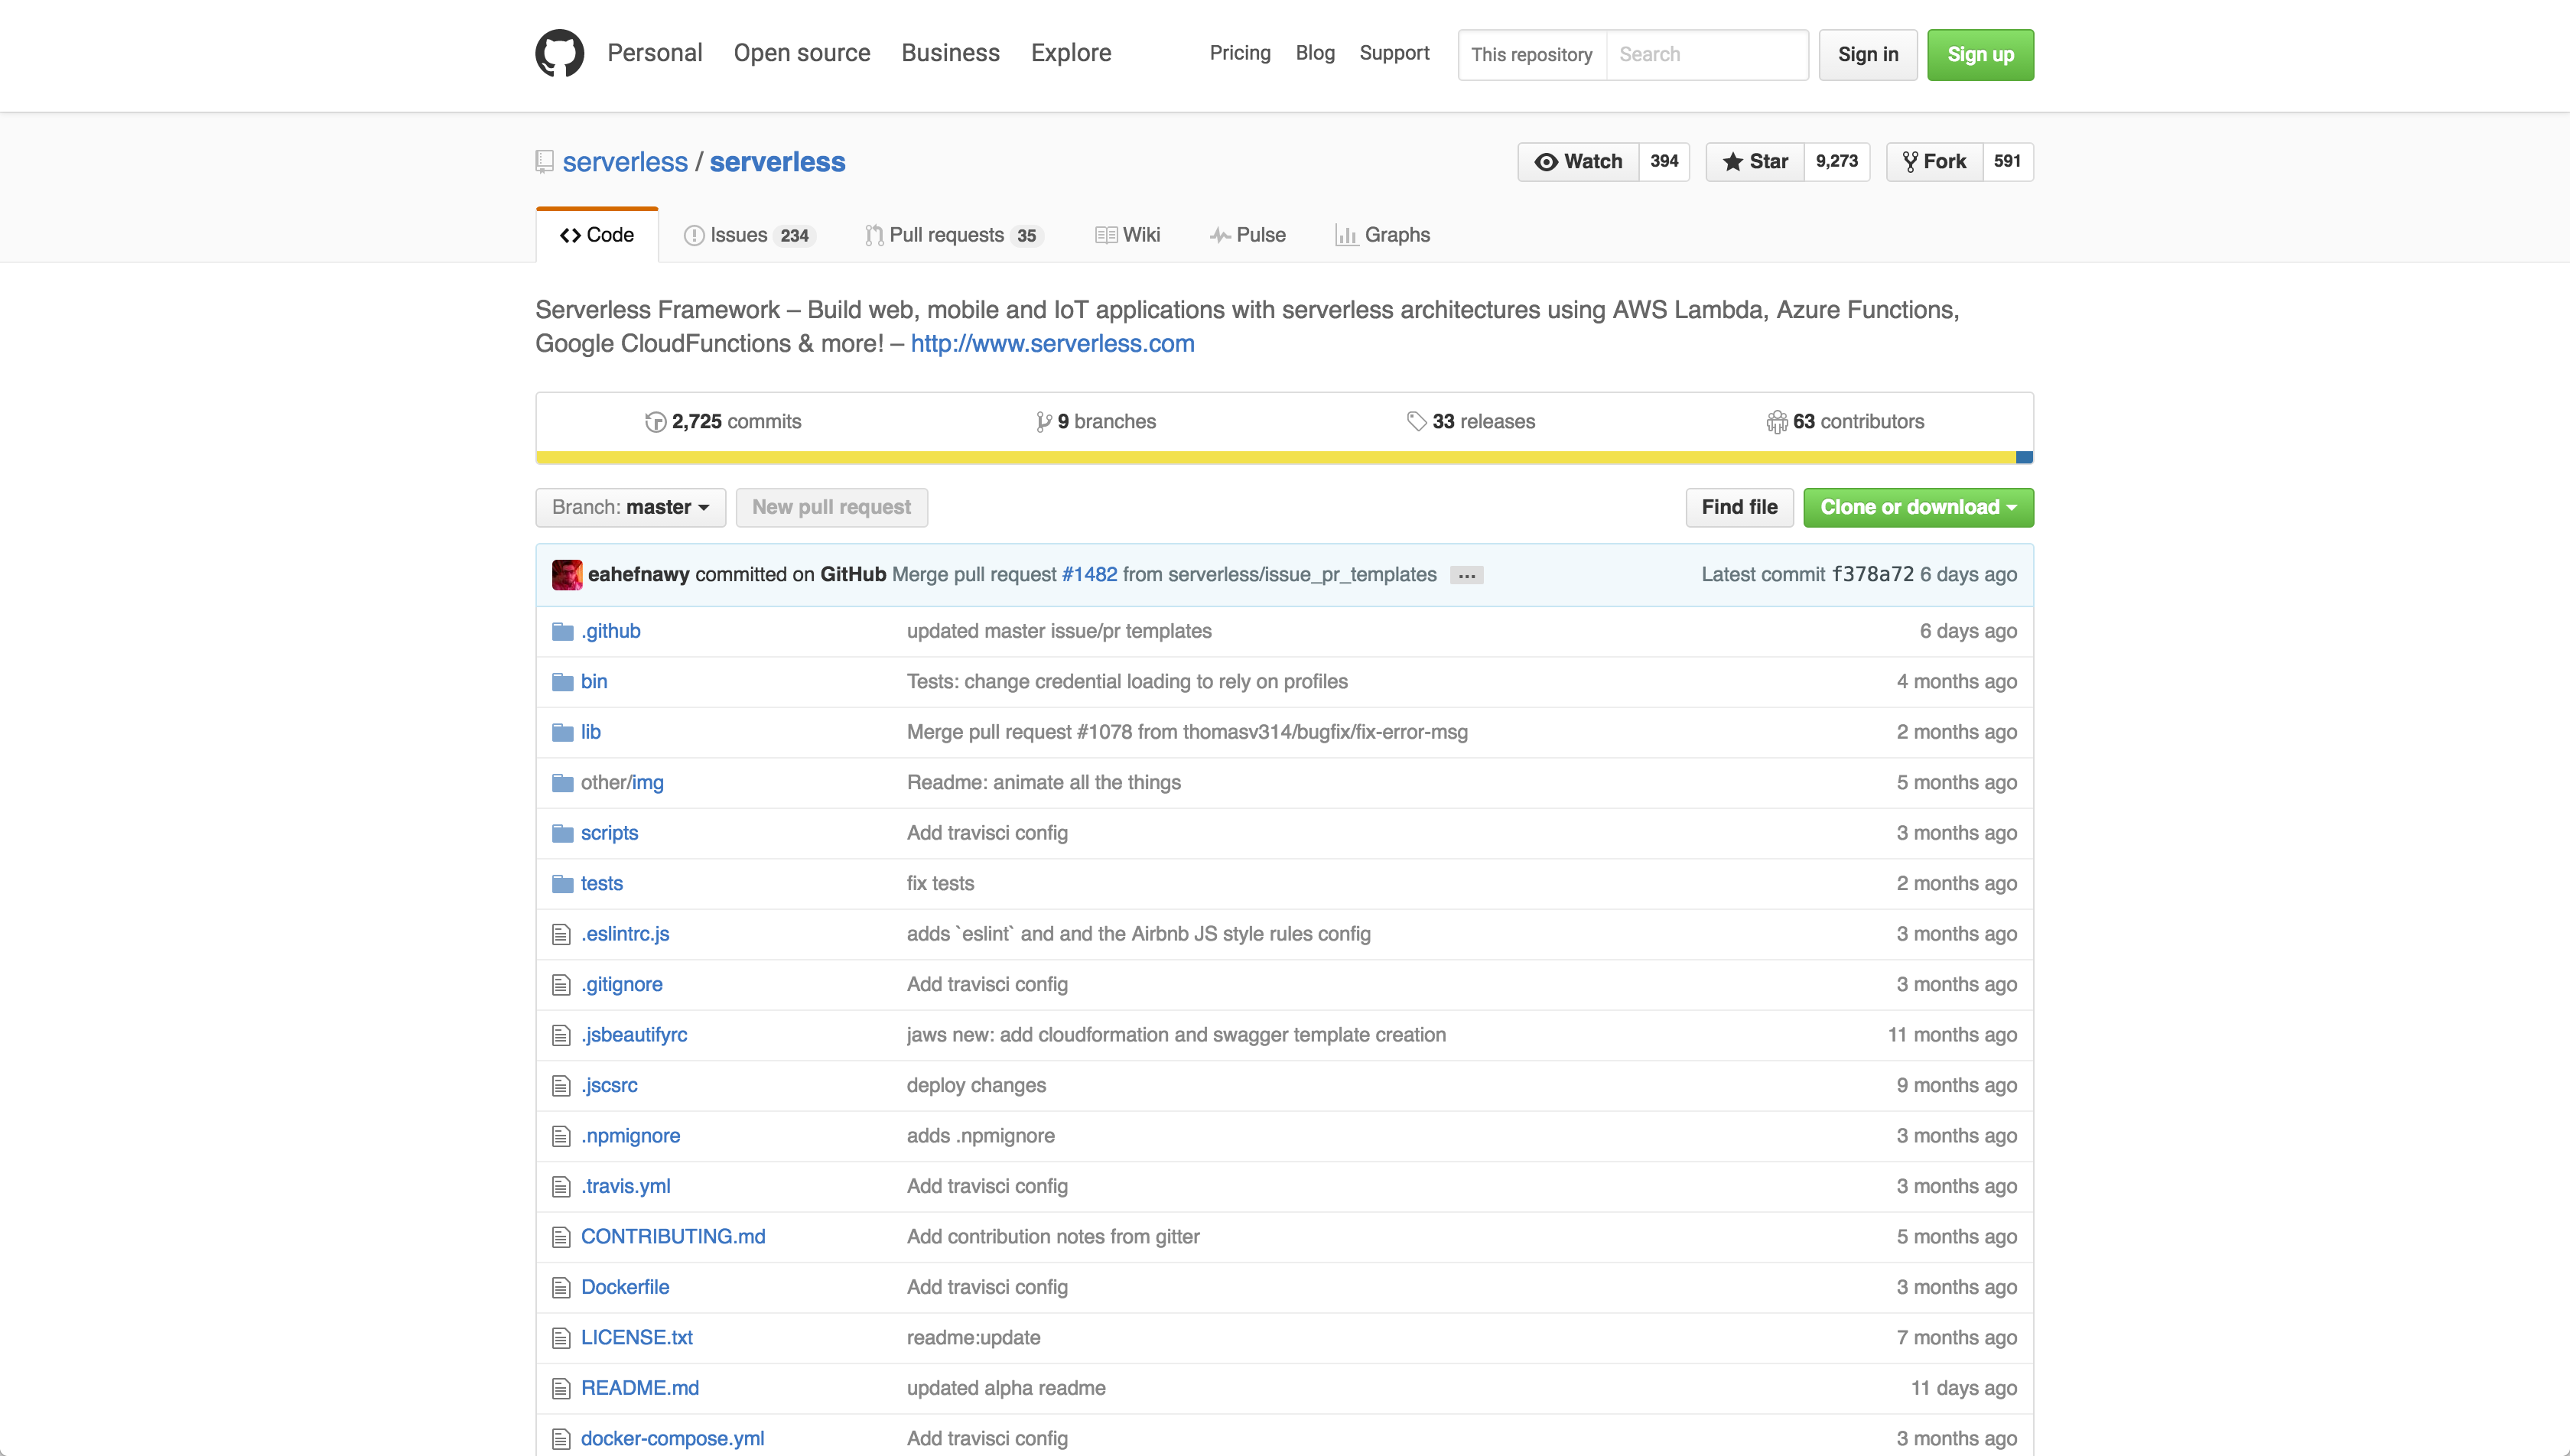 Personal Open source Business Explore Pricing Blog Support This repository Search Sign in Sign up
serverless / serverless Watch 394 Star 9,273 Fork 591
Code Issues 234 Pull requests 35 Wiki Pulse Graphs
Serverless Framework – Build web, mobile and IoT applications with serverless architectures using AWS Lambda, Azure Functions,
Google CloudFunctions & more! – http://www.serverless.com
2,725 commits 9 branches 33 releases 63 contributors
Branch: master New pull request Find file Clone or download
eahefnawy committed on GitHub Merge pull request #1482 from serverless/issue_pr_templates ... Latest commit f378a72 6 days ago
.github updated master issue/pr templates 6 days ago
bin Tests: change credential loading to rely on profiles 4 months ago
lib Merge pull request #1078 from thomasv314/bugfix/fix-error-msg 2 months ago
other/img Readme: animate all the things 5 months ago
scripts Add travisci config 3 months ago
tests fix tests 2 months ago
.eslintrc.js adds `eslint` and and the Airbnb JS style rules config 3 months ago
.gitignore Add travisci config 3 months ago
.jsbeautifyrc jaws new: add cloudformation and swagger template creation 11 months ago
.jscsrc deploy changes 9 months ago
.npmignore adds .npmignore 3 months ago
.travis.yml Add travisci config 3 months ago
CONTRIBUTING.md Add contribution notes from gitter 5 months ago
Dockerfile Add travisci config 3 months ago
LICENSE.txt readme:update 7 months ago
README.md updated alpha readme 11 days ago
docker-compose.yml Add travisci config 3 months ago